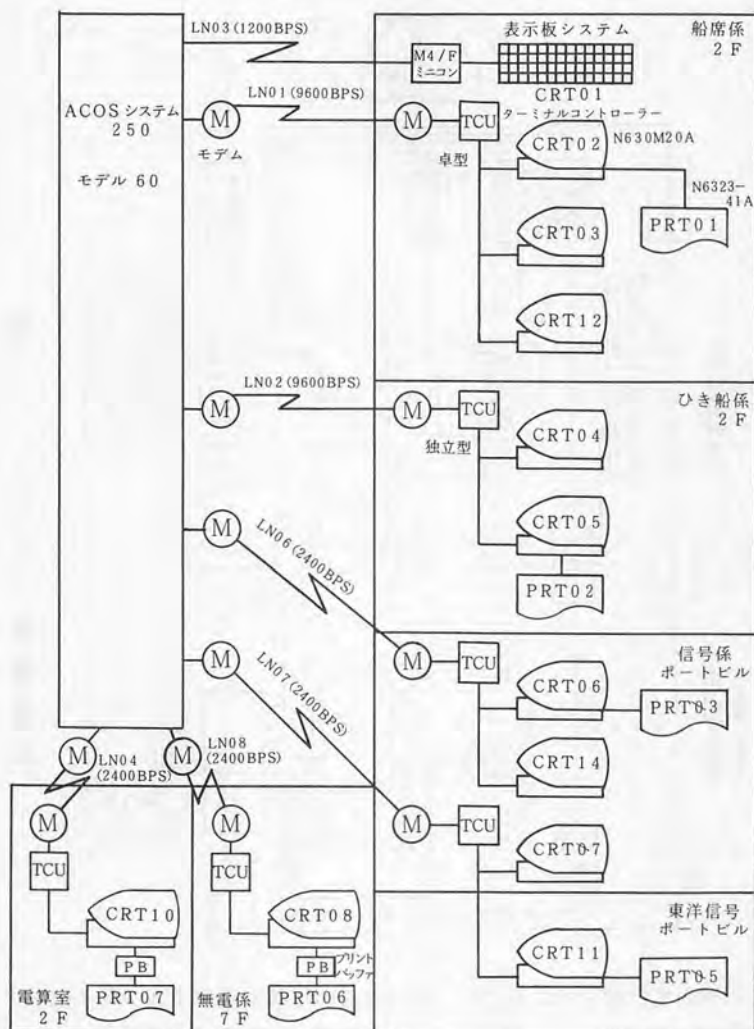 LN03(1200BPS)
表示板システム
船席係
2F
M4/F
ミニコン
CRT01
ACOSシステム
250
LN01(9600BPS)
M
モデム
M
TCU
ターミナルコントローラー
卓型
CRT02
N630M20A
N6323-
41A
PRT01
モデル 60
CRT03
CRT12
LN02(9600BPS)
M
M
TCU
独立型
ひき船係
2F
CRT04
CRT05
PRT02
M
LN06(2400BPS)
M
TCU
信号係
ポートビル
CRT06
PRT03
CRT14
M
LN07(2400BPS)
M
TCU
CRT07
東洋信号
ポートビル
CRT11
PRT05
M
LN04
(2400BPS)
M
LN08
(2400BPS)
M
TCU
CRT10
PB
PRT07
電算室
2F
M
TCU
CRT08
PB
プリント
バッファ
PRT06
無電係
7F